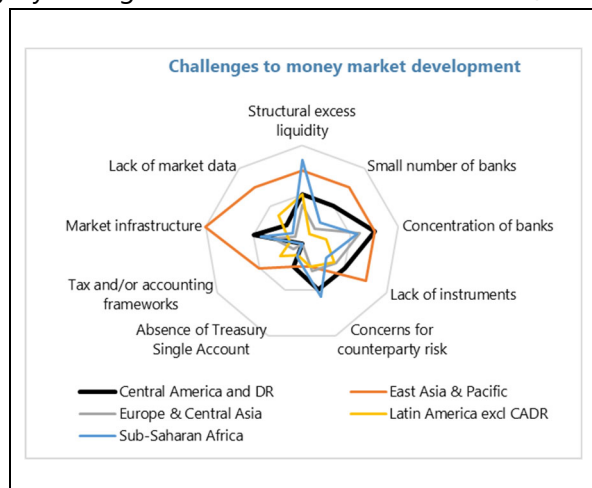 Challenges to money market development
Structural excess
liquidity
Lack of market data
Small number of banks
Market infrastructure
Concentration of banks
Tax and/or accounting
frameworks
Lack of instruments
Absence of Treasury
Single Account
Concerns for
counterparty risk
Central America and DR
East Asia & Pacific
Europe & Central Asia
Latin America excl CADR
Sub-Saharan Africa